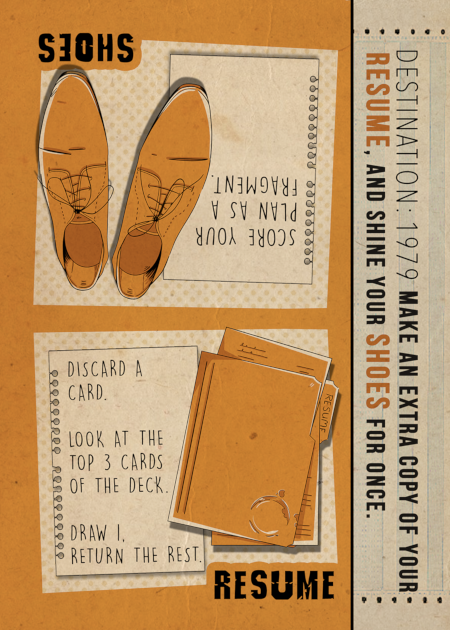 SHOES
SCORE YOUR
PLAN AS A
FRAGMENT.
DISCARD A
CARD.
LOOK AT THE
TOP 3 CARDS
OF THE DECK.
DRAW 1,
RETURN THE REST.
RESUME
RESUME
DESTINATION: 1979 MAKE AN EXTRA COPY OF YOUR
RESUME, AND SHINE YOUR SHOES FOR ONCE.